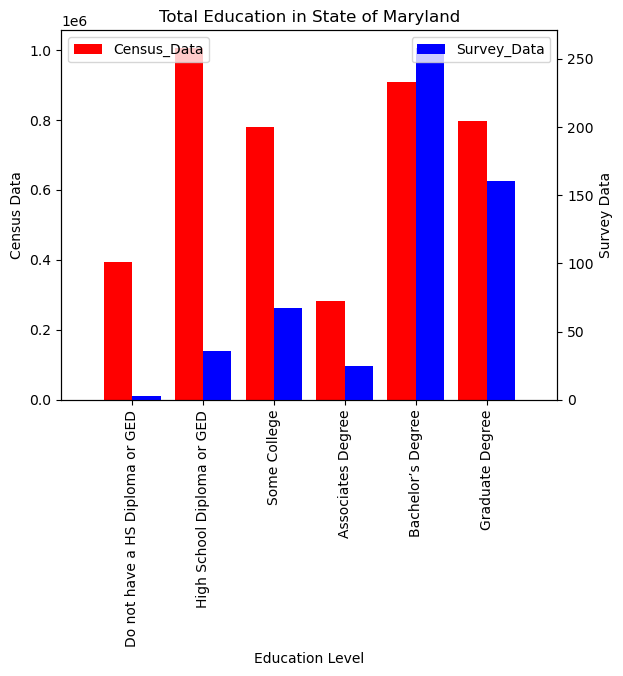 Total Education in State of Maryland
1e6
Census_Data
Survey_Data
1.0
0.8
0.6
0.4
0.2
0.0
Census Data
250
200
150
100
50
0
Survey Data
Do not have a HS Diploma or GED
High School Diploma or GED
Some College
Associates Degree
Bachelor’s Degree
Graduate Degree
Education Level